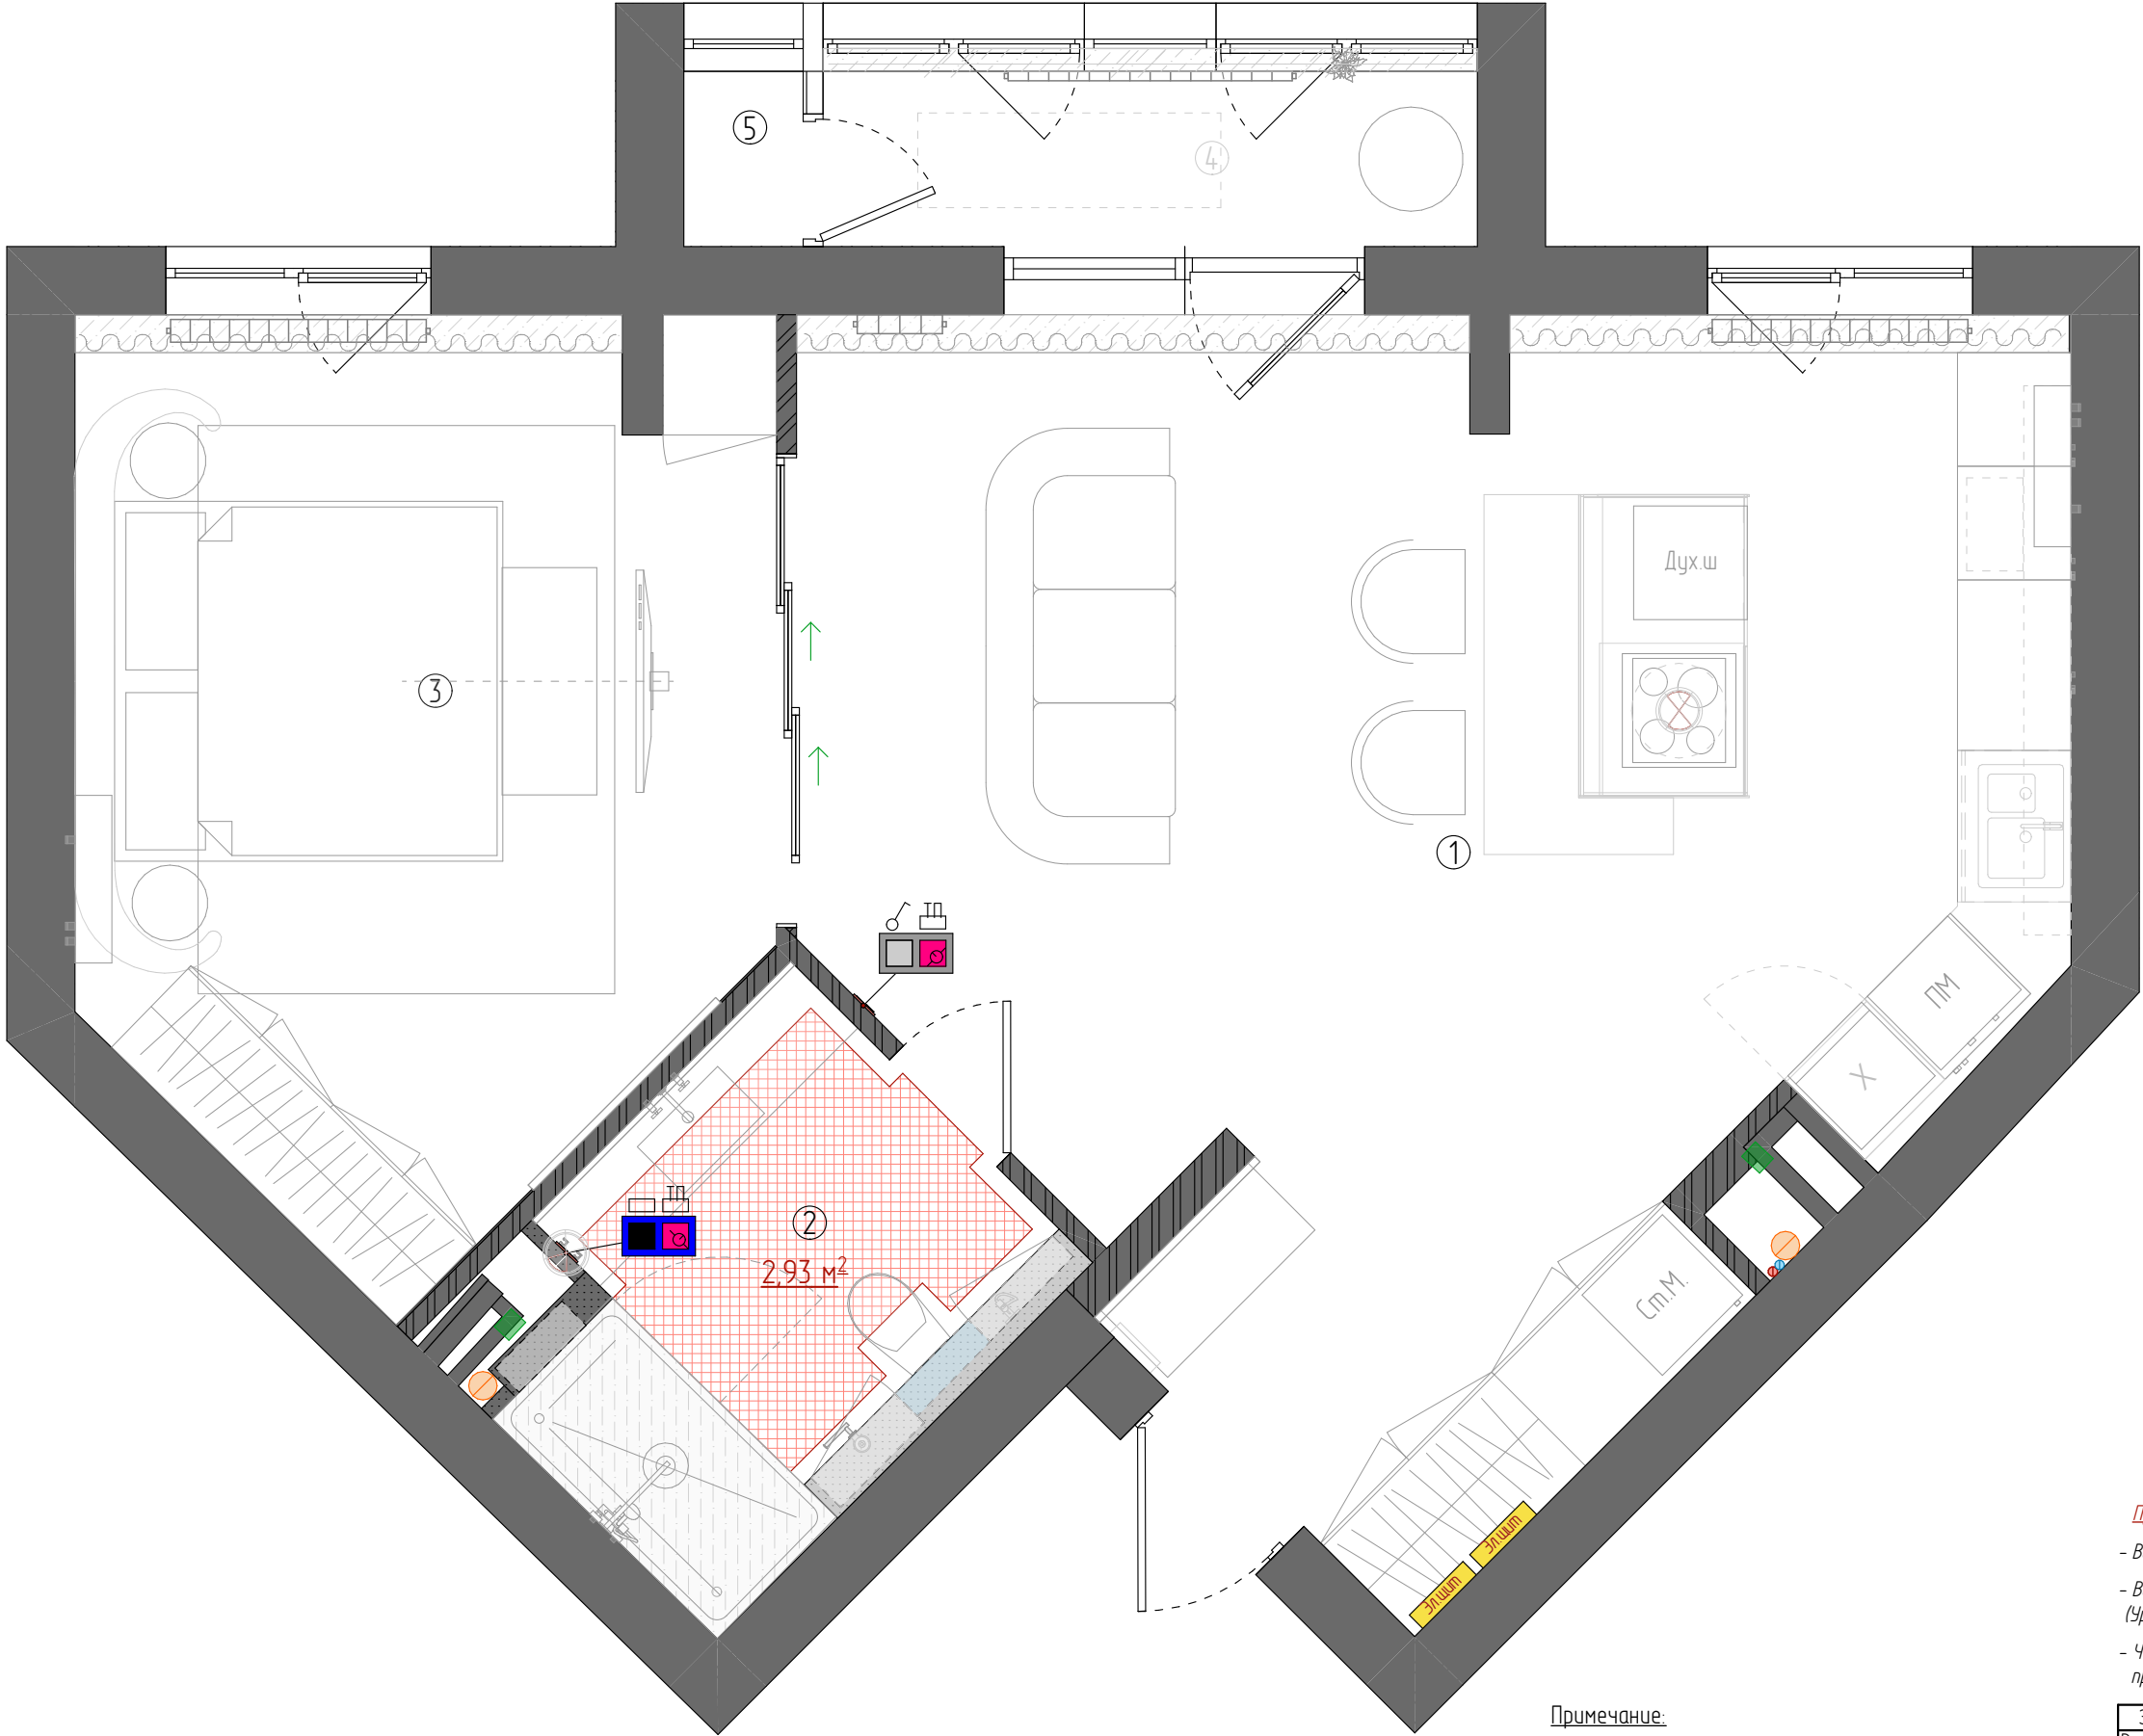 5
4
Дух.ш
3
1
ТП
ПМ
Х
ТП
2
2,93 м²
Ст.М.
Эл.щит
Эл.щит
- В
- В
- Ч
Примечание: